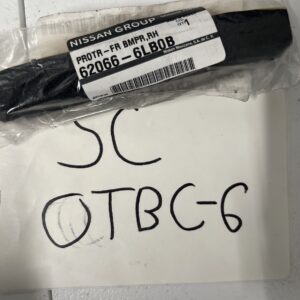 NISSAN GROUP
PROTR-FR BMPR,RH
62066-6LB0B
SC
OTBC-6